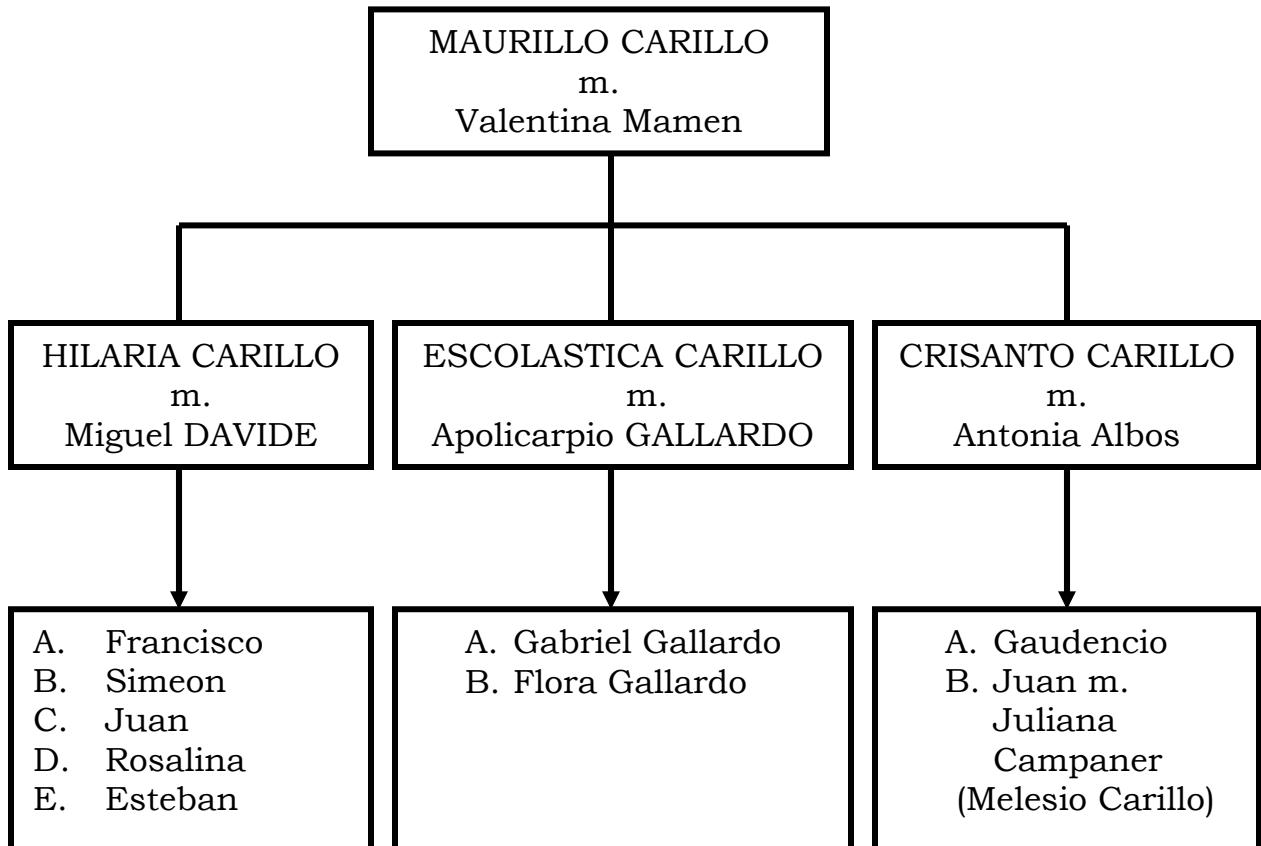 MAURILLO CARILLO
m.
Valentina Mamen
HILARIA CARILLO
m.
Miguel DAVIDE
ESCOLASTICA CARILLO
m.
Apolicarpio GALLARDO
CRISANTO CARILLO
m.
Antonia Albos
A. Francisco
B. Simeon
C. Juan
D. Rosalina
E. Esteban
A. Gabriel Gallardo
B. Flora Gallardo
A. Gaudencio
B. Juan m.
Juliana
Campaner
(Melesio Carillo)